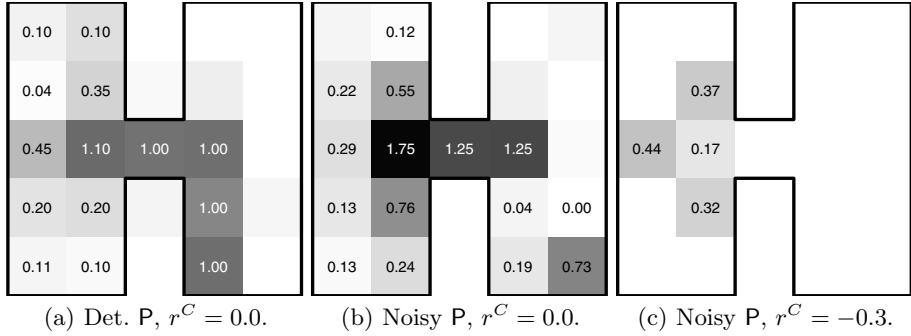 0.10 0.10 0.12
0.04 0.35 0.22 0.55 0.37
0.45 1.10 1.00 1.00 0.29 1.75 1.25 1.25 0.44 0.17
0.20 0.20 1.00 0.13 0.76 0.04 0.00 0.32
0.11 0.10 1.00 0.13 0.24 0.19 0.73
(a) Det. P, r^C = 0.0. (b) Noisy P, r^C = 0.0. (c) Noisy P, r^C = −0.3.